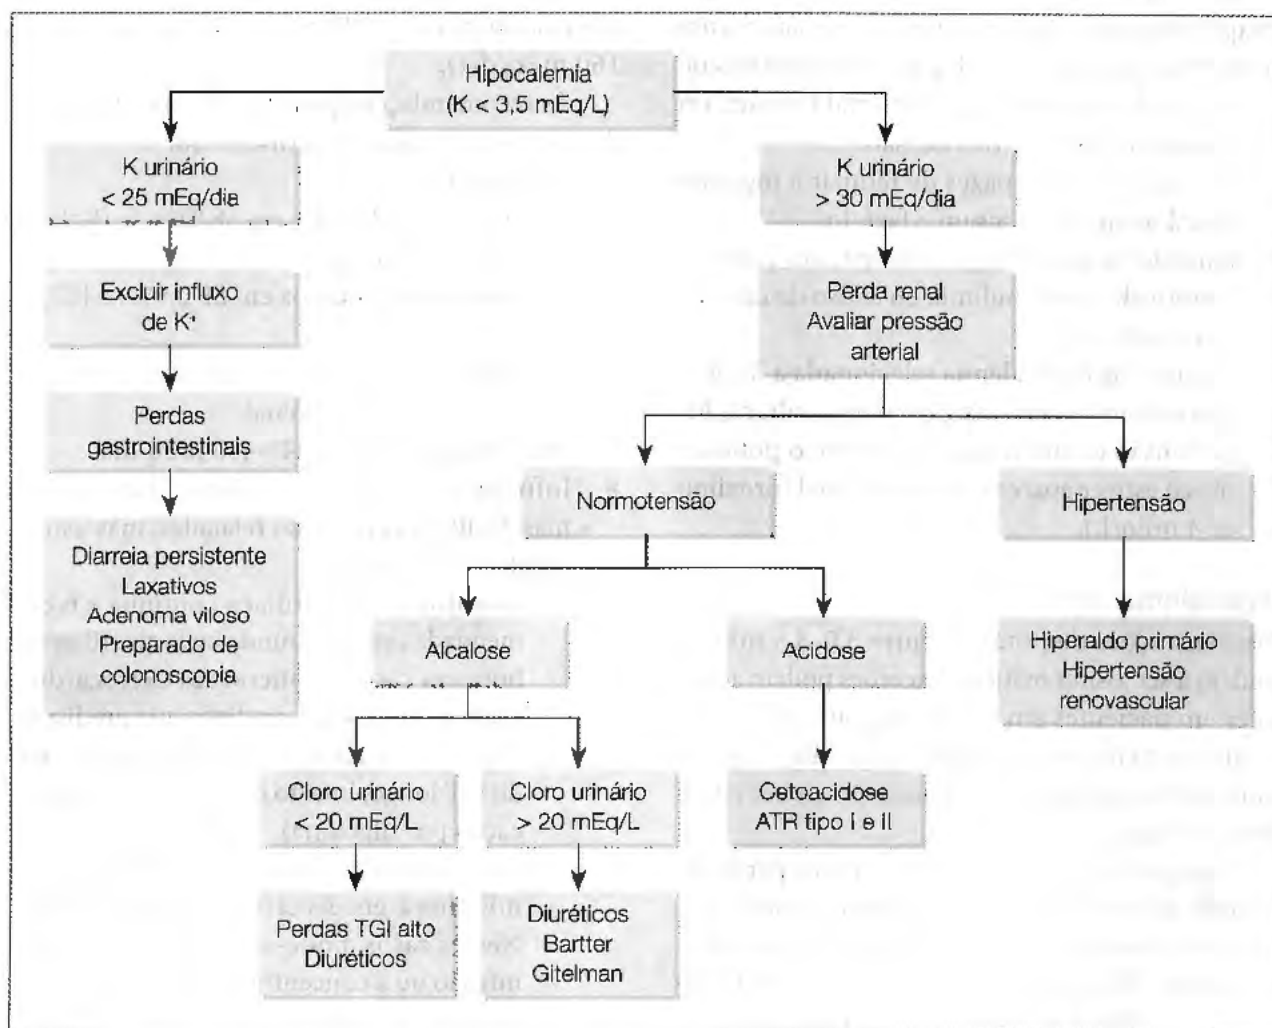 Hipocalemia
(K < 3,5 mEq/L)
K urinário
< 25 mEq/dia
K urinário
> 30 mEq/dia
Excluir influxo
de K⁺
Perda renal
Avaliar pressão
arterial
Perdas
gastrointestinais
Normotensão
Hipertensão
Diarreia persistente
Laxativos
Adenoma viloso
Preparado de
colonoscopia
Alcalose
Acidose
Hiperaldo primário
Hipertensão
renovascular
Cloro urinário
< 20 mEq/L
Cloro urinário
> 20 mEq/L
Cetoacidose
ATR tipo I e II
Perdas TGI alto
Diuréticos
Diuréticos
Bartter
Gitelman